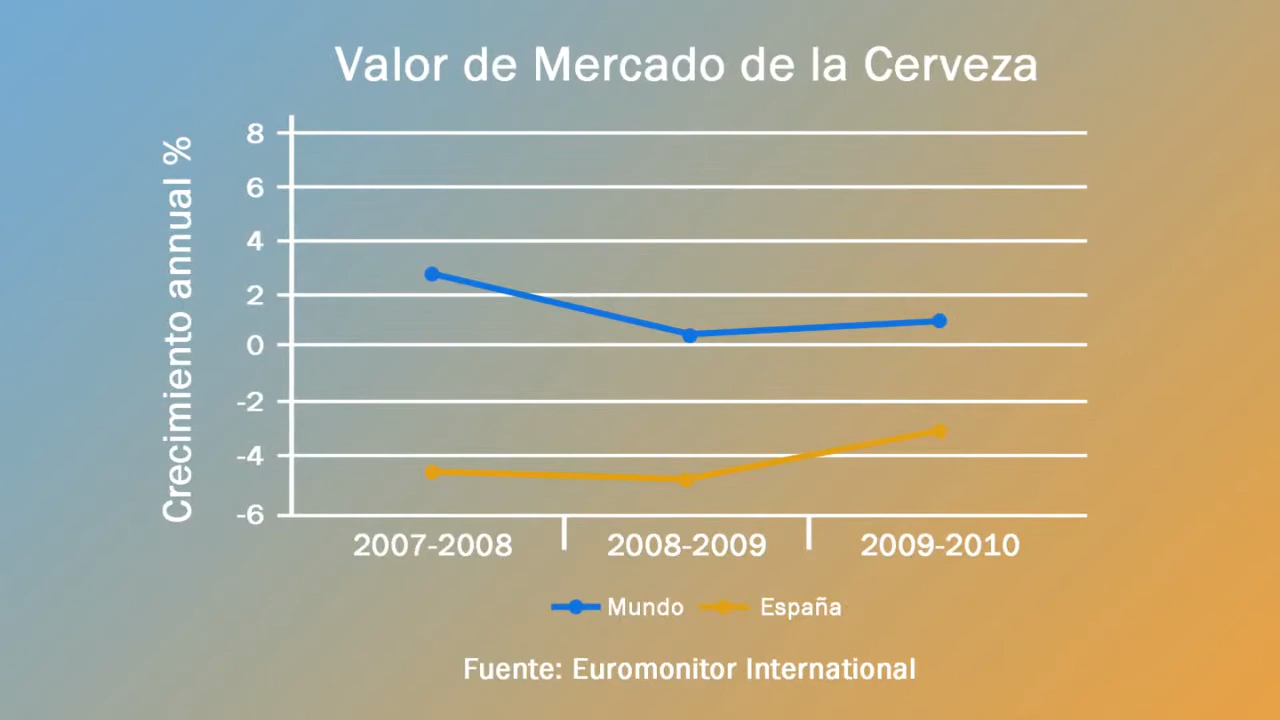 Valor de Mercado de la Cerveza
Crecimiento annual %
8
6
4
2
0
-2
-4
-6
2007-2008 2008-2009 2009-2010
Mundo España
Fuente: Euromonitor International